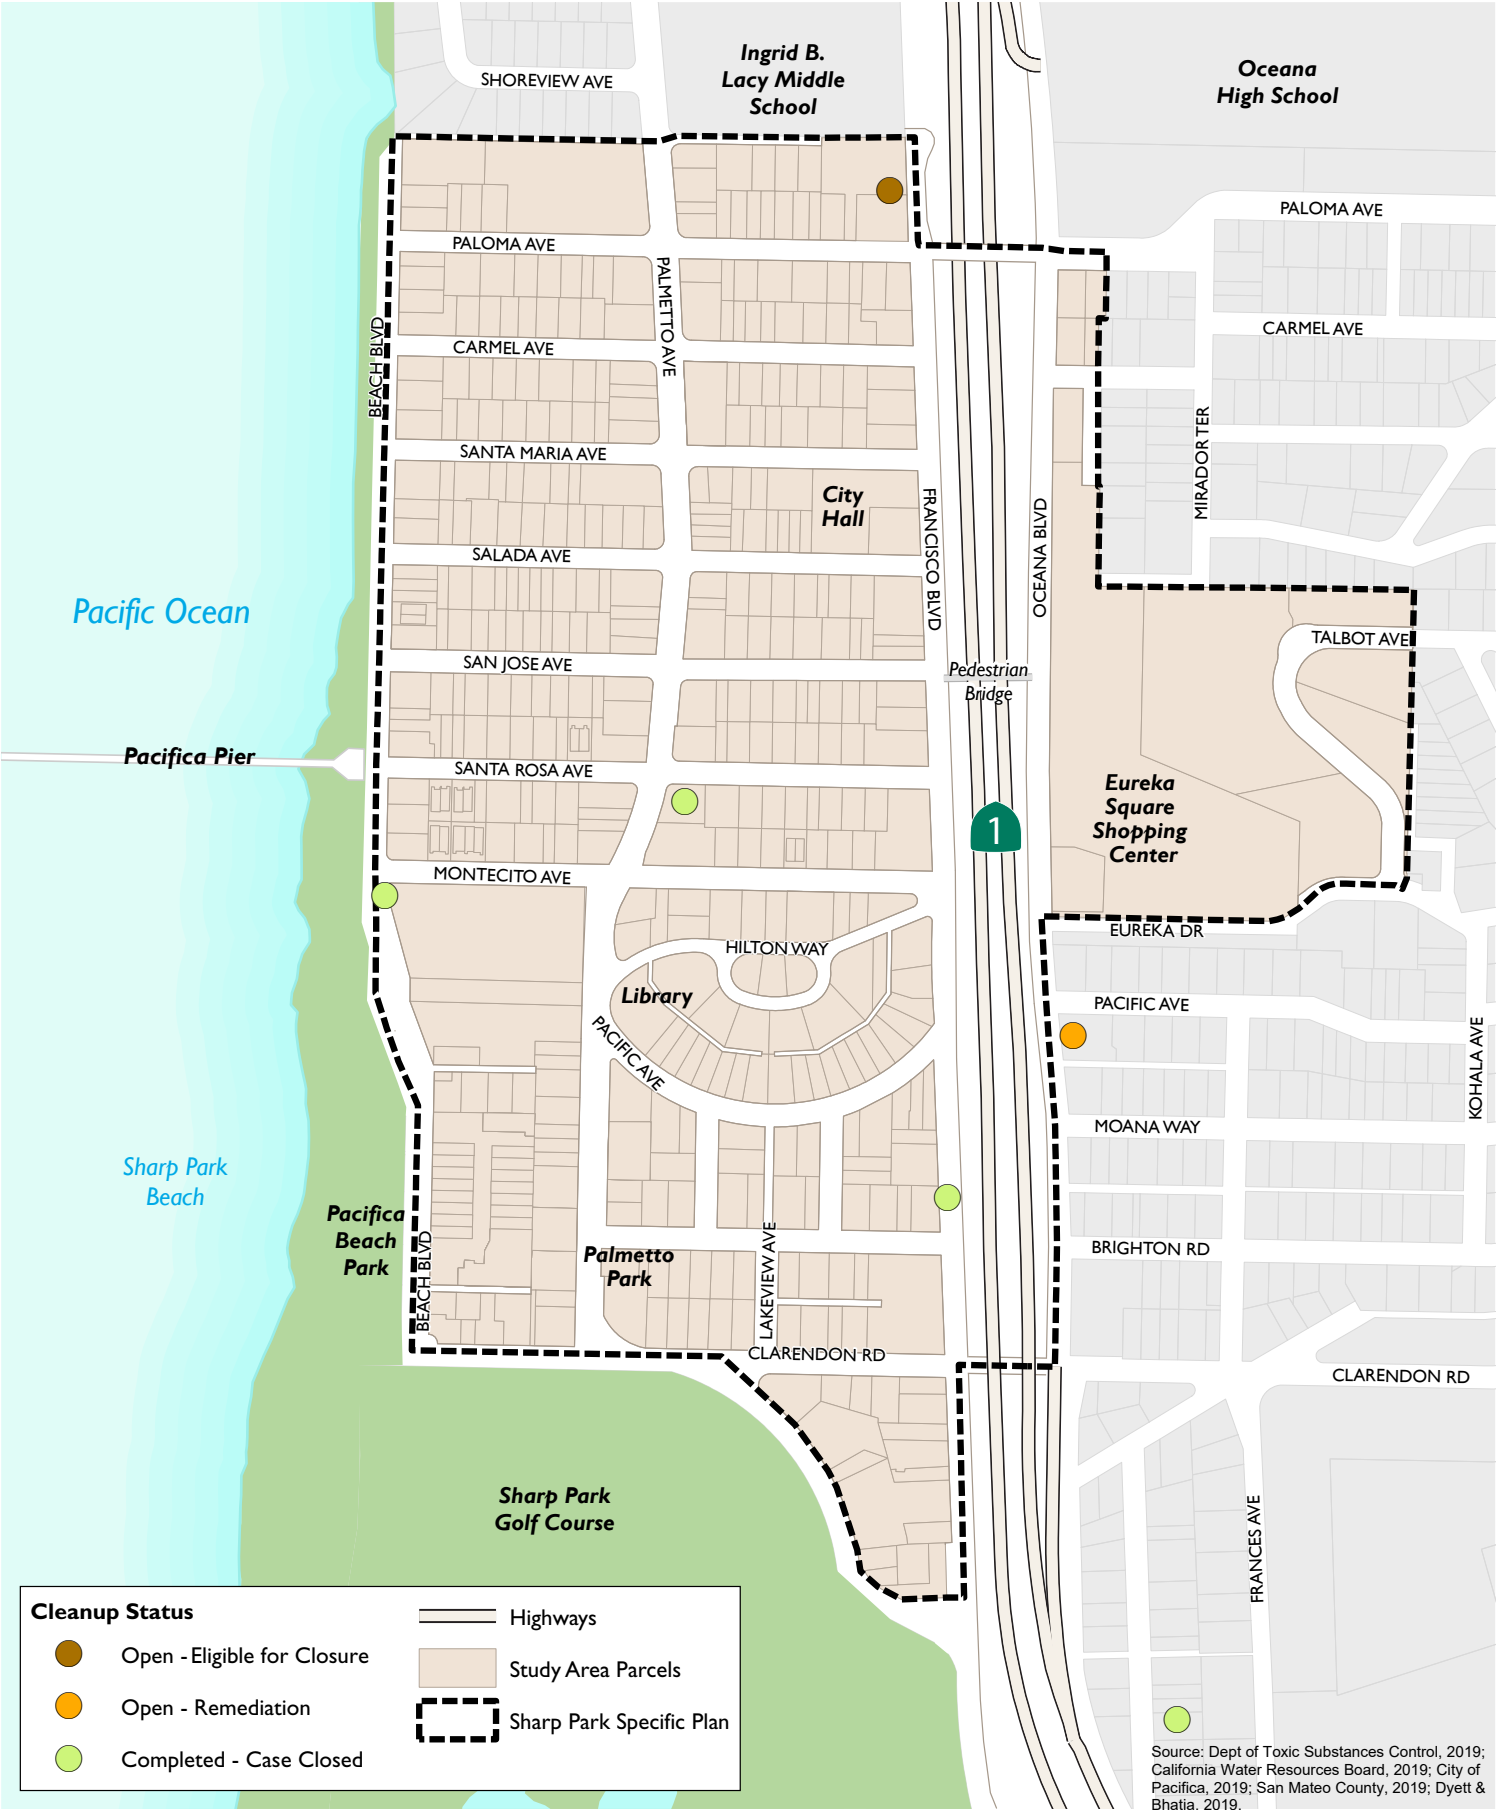 Ingrid B.
Lacy Middle
School
Oceana
High School
SHOREVIEW AVE
PALOMA AVE
PALOMA AVE
PALMETTO AVE
BEACH BLVD
CARMEL AVE
CARMEL AVE
SANTA MARIA AVE
MIRADOR TER
City
Hall
FRANCISCO BLVD
OCEANA BLVD
SALADA AVE
Pacific Ocean
TALBOT AVE
SAN JOSE AVE
Pedestrian
Bridge
Pacifica Pier
SANTA ROSA AVE
Eureka
Square
Shopping
Center
1
MONTECITO AVE
EUREKA DR
HILTON WAY
Library
PACIFIC AVE
PACIFIC AVE
KOHALA AVE
MOANA WAY
Sharp Park
Beach
Pacifica
Beach
Park
BEACH BLVD
Palmetto
Park
LAKEVIEW AVE
BRIGHTON RD
CLARENDON RD
CLARENDON RD
Sharp Park
Golf Course
FRANCES AVE
Cleanup Status
Open - Eligible for Closure
Open - Remediation
Completed - Case Closed
Highways
Study Area Parcels
Sharp Park Specific Plan
Source: Dept of Toxic Substances Control, 2019;
California Water Resources Board, 2019; City of
Pacifica, 2019; San Mateo County, 2019; Dyett &
Bhatia, 2019.